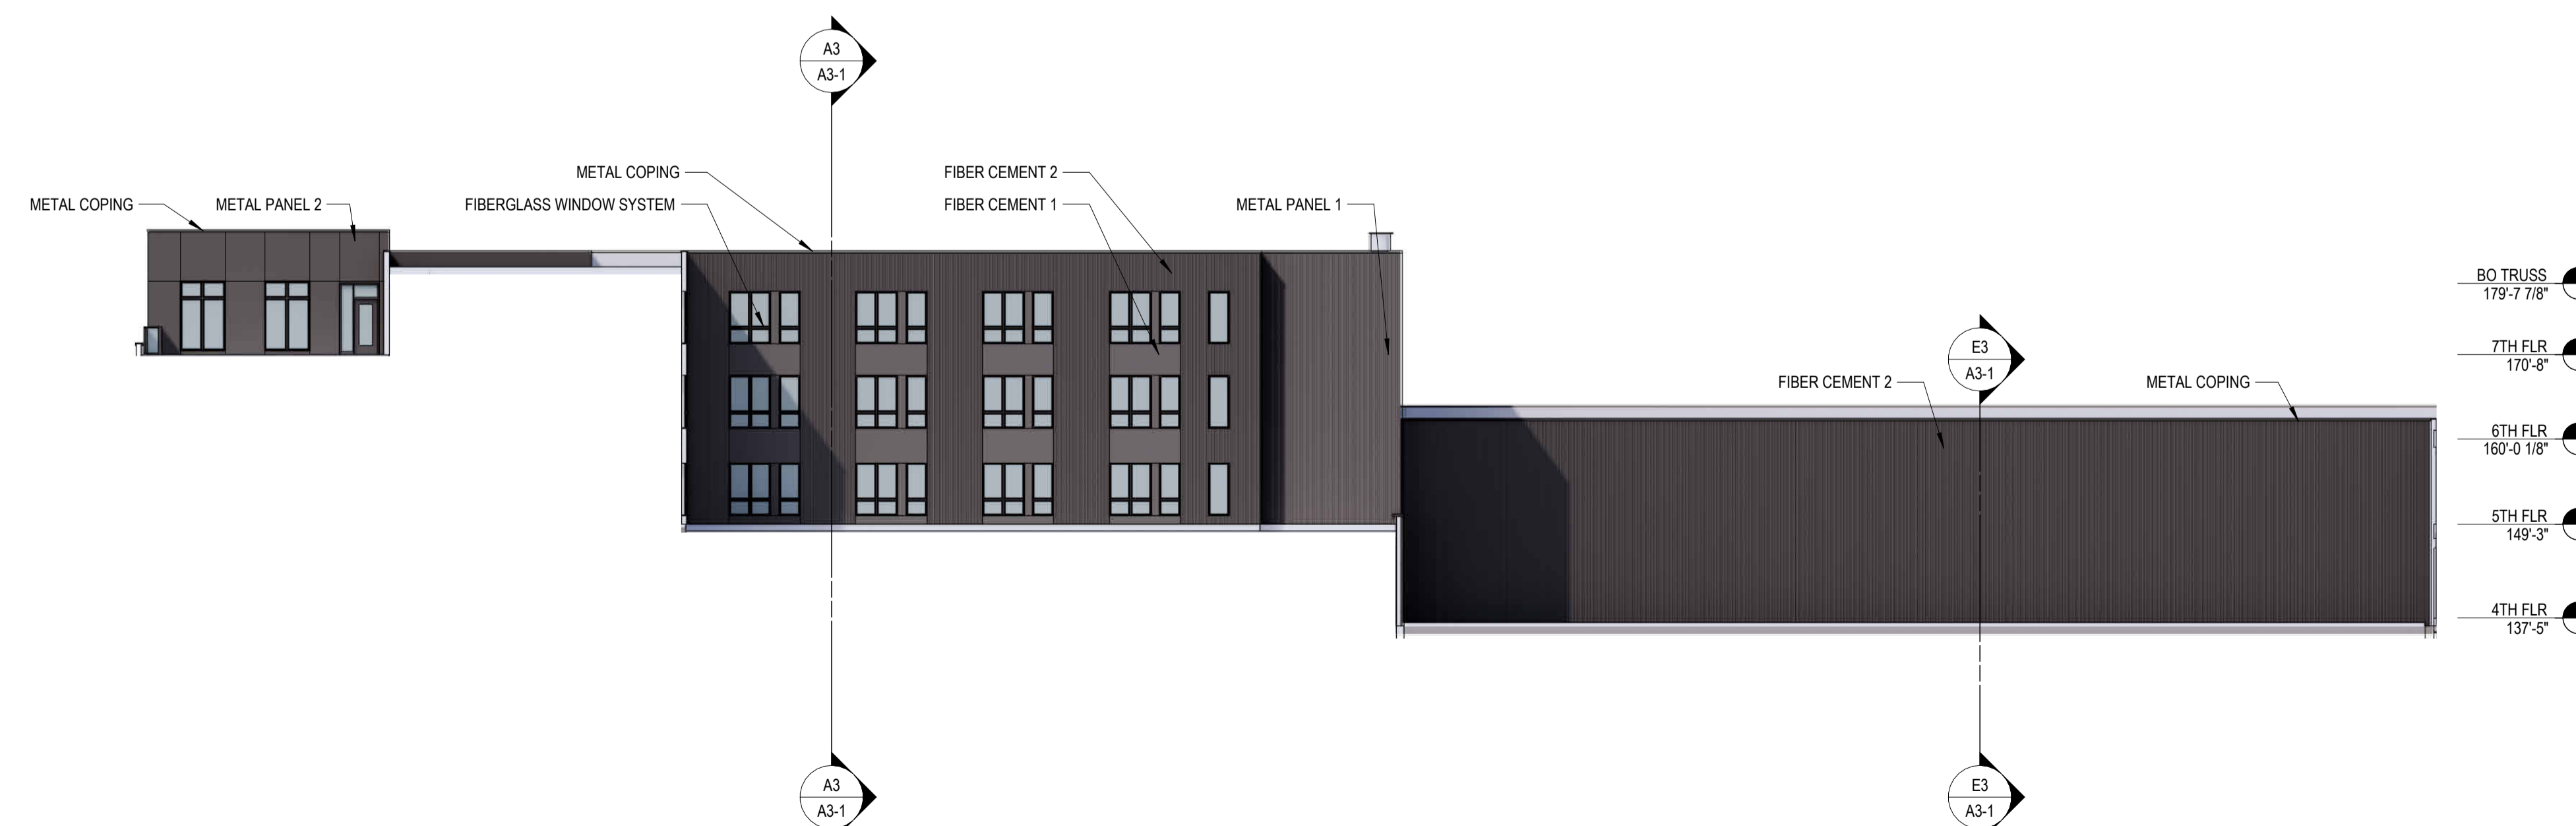 A3
A3-1
METAL COPING
FIBER CEMENT 2
METAL COPING
METAL PANEL 2
FIBERGLASS WINDOW SYSTEM
FIBER CEMENT 1
METAL PANEL 1
BO TRUSS
179'-7 7/8"
E3
A3-1
7TH FLR
170'-8"
FIBER CEMENT 2
METAL COPING
6TH FLR
160'-0 1/8"
5TH FLR
149'-3"
4TH FLR
137'-5"
A3
A3-1
E3
A3-1